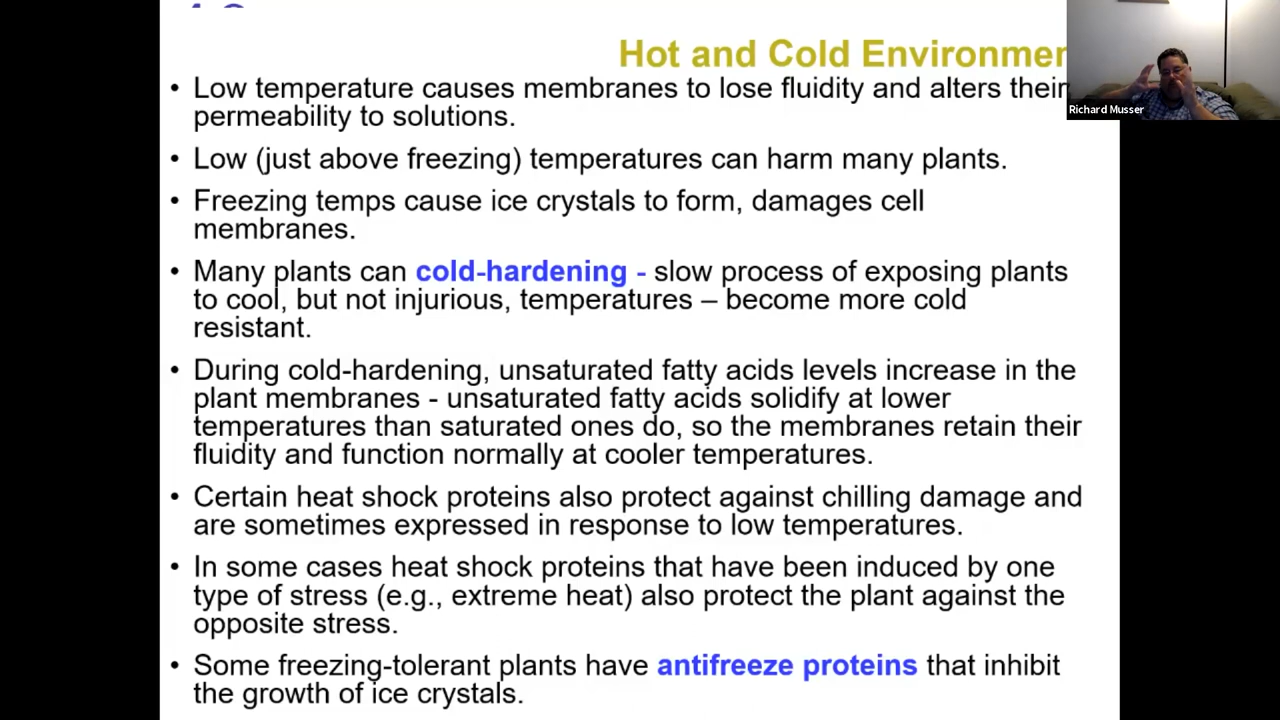 Hot and Cold Environmen
• Low temperature causes membranes to lose fluidity and alters their
permeability to solutions.
Richard Musser
• Low (just above freezing) temperatures can harm many plants.
• Freezing temps cause ice crystals to form, damages cell
membranes.
• Many plants can cold-hardening - slow process of exposing plants
to cool, but not injurious, temperatures – become more cold
resistant.
• During cold-hardening, unsaturated fatty acids levels increase in the
plant membranes - unsaturated fatty acids solidify at lower
temperatures than saturated ones do, so the membranes retain their
fluidity and function normally at cooler temperatures.
• Certain heat shock proteins also protect against chilling damage and
are sometimes expressed in response to low temperatures.
• In some cases heat shock proteins that have been induced by one
type of stress (e.g., extreme heat) also protect the plant against the
opposite stress.
• Some freezing-tolerant plants have antifreeze proteins that inhibit
the growth of ice crystals.